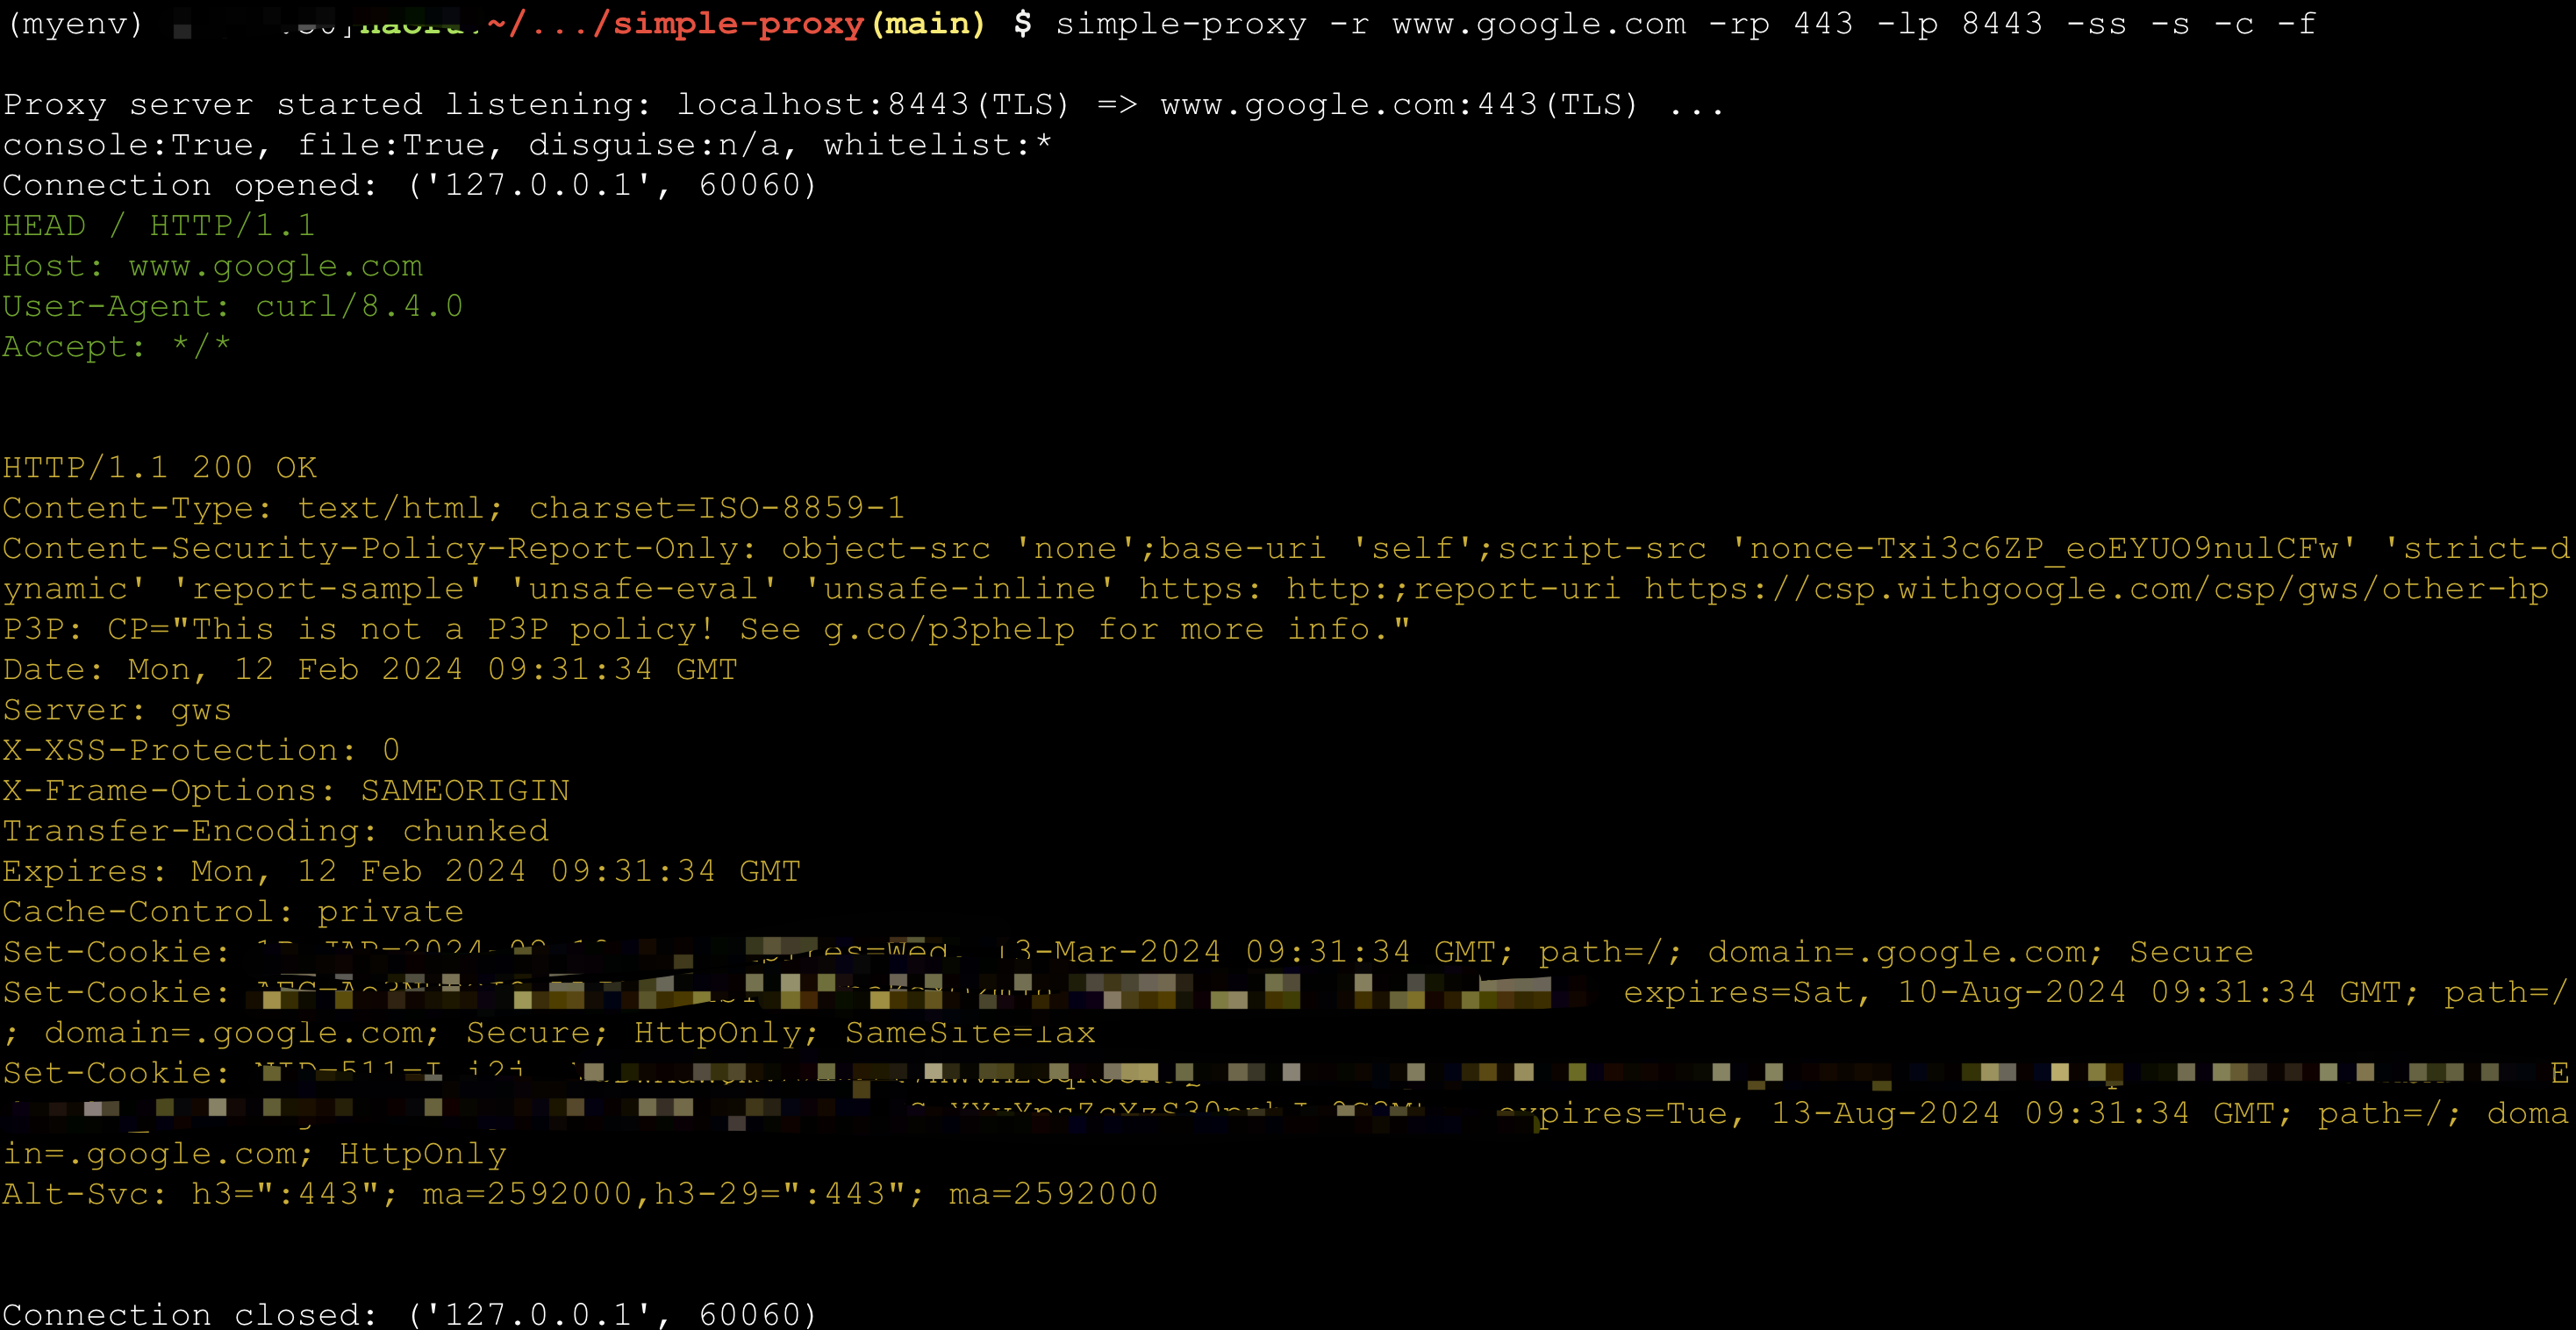 (myenv) ~/.../simple-proxy(main) $ simple-proxy -r www.google.com -rp 443 -lp 8443 -ss -s -c -f
Proxy server started listening: localhost:8443(TLS) => www.google.com:443(TLS) ...
console:True, file:True, disguise:n/a, whitelist:*
Connection opened: ('127.0.0.1', 60060)
HEAD / HTTP/1.1
Host: www.google.com
User-Agent: curl/8.4.0
Accept: */*
HTTP/1.1 200 OK
Content-Type: text/html; charset=ISO-8859-1
Content-Security-Policy-Report-Only: object-src 'none';base-uri 'self';script-src 'nonce-Txi3c6ZP_eoEYUO9nulCFw' 'strict-d
ynamic' 'report-sample' 'unsafe-eval' 'unsafe-inline' https: http:;report-uri https://csp.withgoogle.com/csp/gws/other-hp
P3P: CP="This is not a P3P policy! See g.co/p3phelp for more info."
Date: Mon, 12 Feb 2024 09:31:34 GMT
Server: gws
X-XSS-Protection: 0
X-Frame-Options: SAMEORIGIN
Transfer-Encoding: chunked
Expires: Mon, 12 Feb 2024 09:31:34 GMT
Cache-Control: private
Set-Cookie: 09:31:34 GMT; path=/; domain=.google.com; Secure
Set-Cookie: expires=Sat, 10-Aug-2024 09:31:34 GMT; path=/
; domain=.google.com; Secure; HttpOnly; SameSite=lax
Set-Cookie: E
expires=Tue, 13-Aug-2024 09:31:34 GMT; path=/; doma
in=.google.com; HttpOnly
Alt-Svc: h3=":443"; ma=2592000,h3-29=":443"; ma=2592000
Connection closed: ('127.0.0.1', 60060)